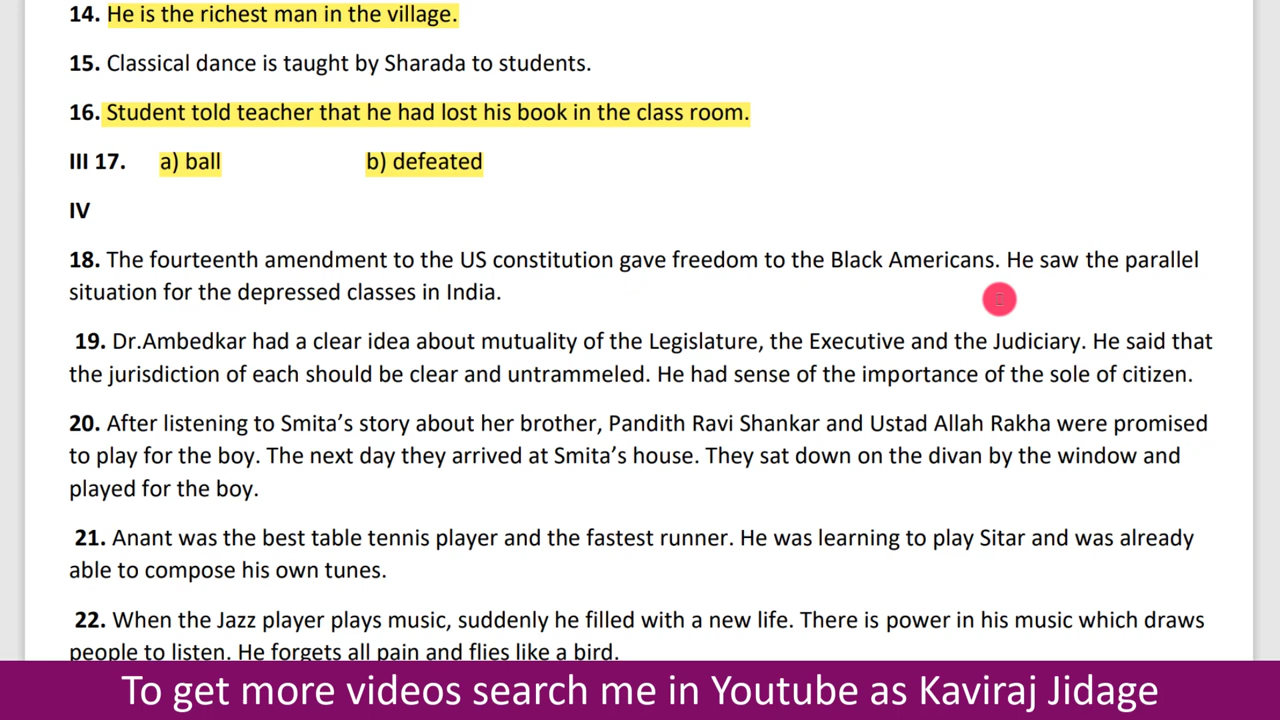 14. He is the richest man in the village.
15. Classical dance is taught by Sharada to students.
16. Student told teacher that he had lost his book in the class room.
III 17. a) ball b) defeated
IV
18. The fourteenth amendment to the US constitution gave freedom to the Black Americans. He saw the parallel
situation for the depressed classes in India.
19. Dr.Ambedkar had a clear idea about mutuality of the Legislature, the Executive and the Judiciary. He said that
the jurisdiction of each should be clear and untrammeled. He had sense of the importance of the sole of citizen.
20. After listening to Smita’s story about her brother, Pandith Ravi Shankar and Ustad Allah Rakha were promised
to play for the boy. The next day they arrived at Smita’s house. They sat down on the divan by the window and
played for the boy.
21. Anant was the best table tennis player and the fastest runner. He was learning to play Sitar and was already
able to compose his own tunes.
22. When the Jazz player plays music, suddenly he filled with a new life. There is power in his music which draws
people to listen. He forgets all pain and flies like a bird.
To get more videos search me in Youtube as Kaviraj Jidage